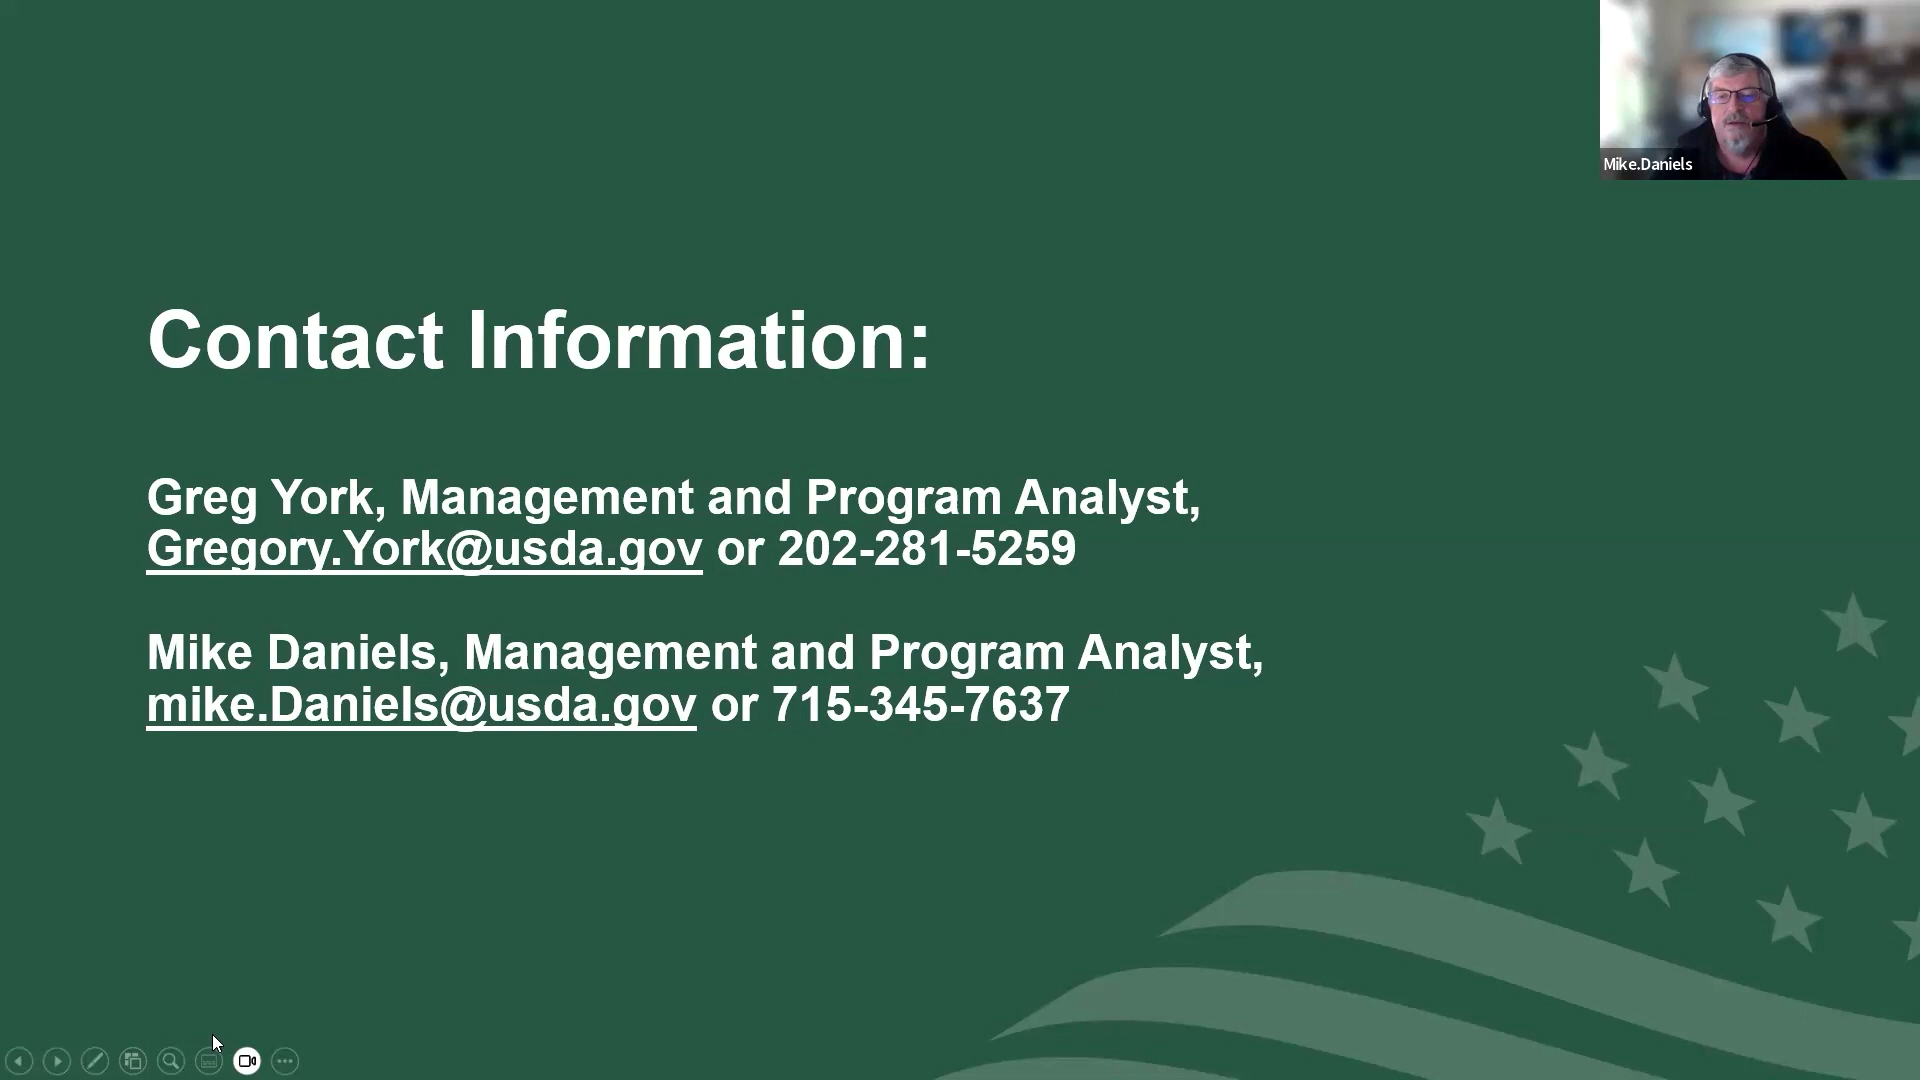 Mike.Daniels
Contact Information:
Greg York, Management and Program Analyst,
Gregory.York@usda.gov or 202-281-5259
Mike Daniels, Management and Program Analyst,
mike.Daniels@usda.gov or 715-345-7637